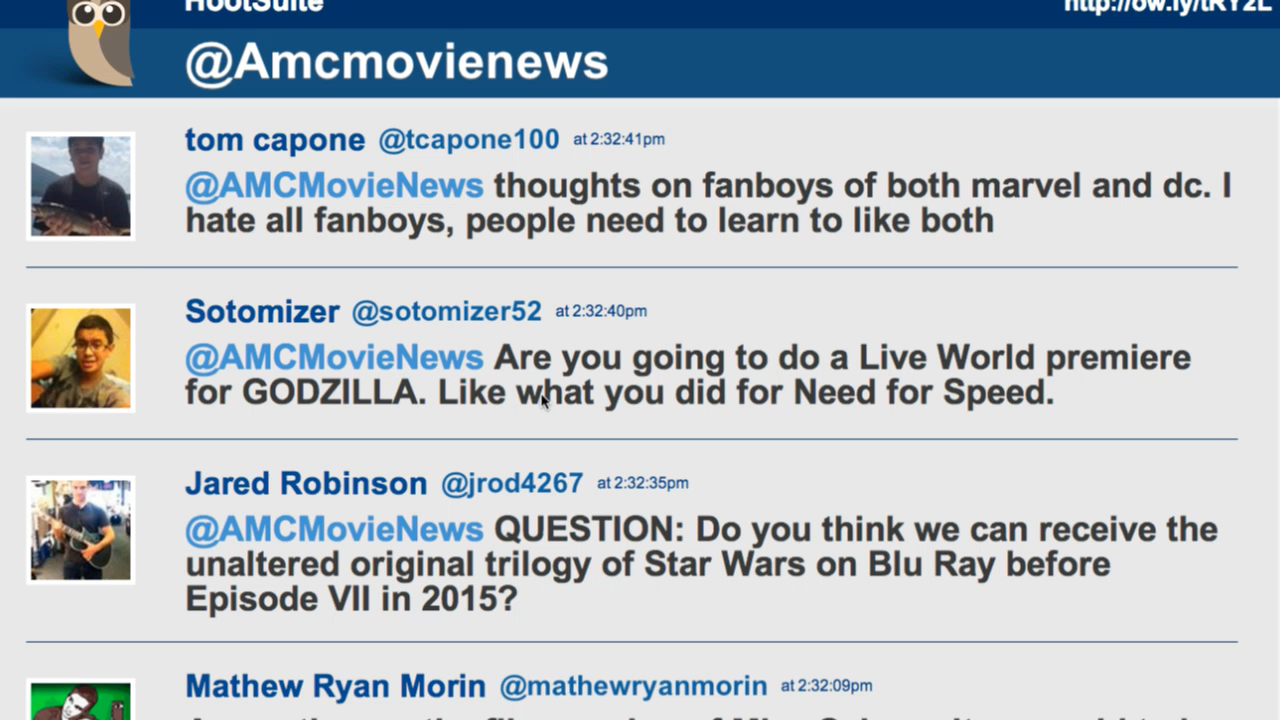 HootSuite
http://ow.ly/tRY2L
@Amcmovienews
tom capone @tcapone100 at 2:32:41pm
@AMCMovieNews thoughts on fanboys of both marvel and dc. I
hate all fanboys, people need to learn to like both
Sotomizer @sotomizer52 at 2:32:40pm
@AMCMovieNews Are you going to do a Live World premiere
for GODZILLA. Like what you did for Need for Speed.
Jared Robinson @jrod4267 at 2:32:35pm
@AMCMovieNews QUESTION: Do you think we can receive the
unaltered original trilogy of Star Wars on Blu Ray before
Episode VII in 2015?
Mathew Ryan Morin @mathewryanmorin at 2:32:09pm